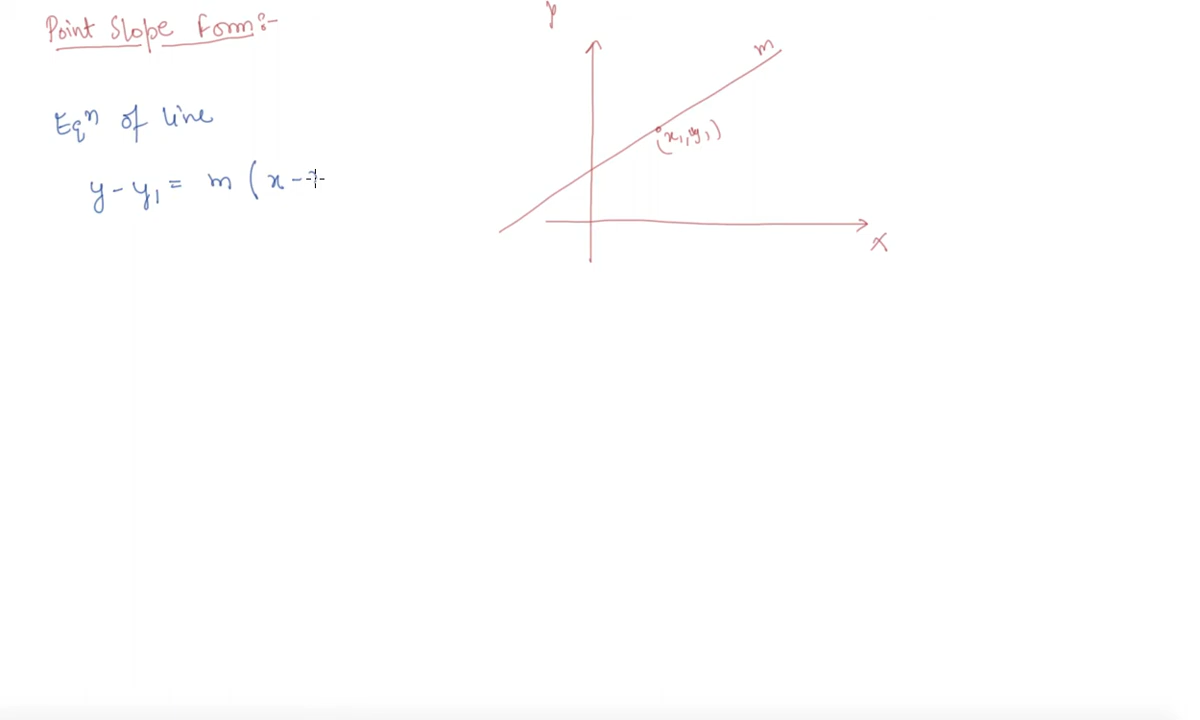 Point Slope Form:-
Eqⁿ of line
y - y₁ = m (x -
y
m
(x₁, y₁)
X